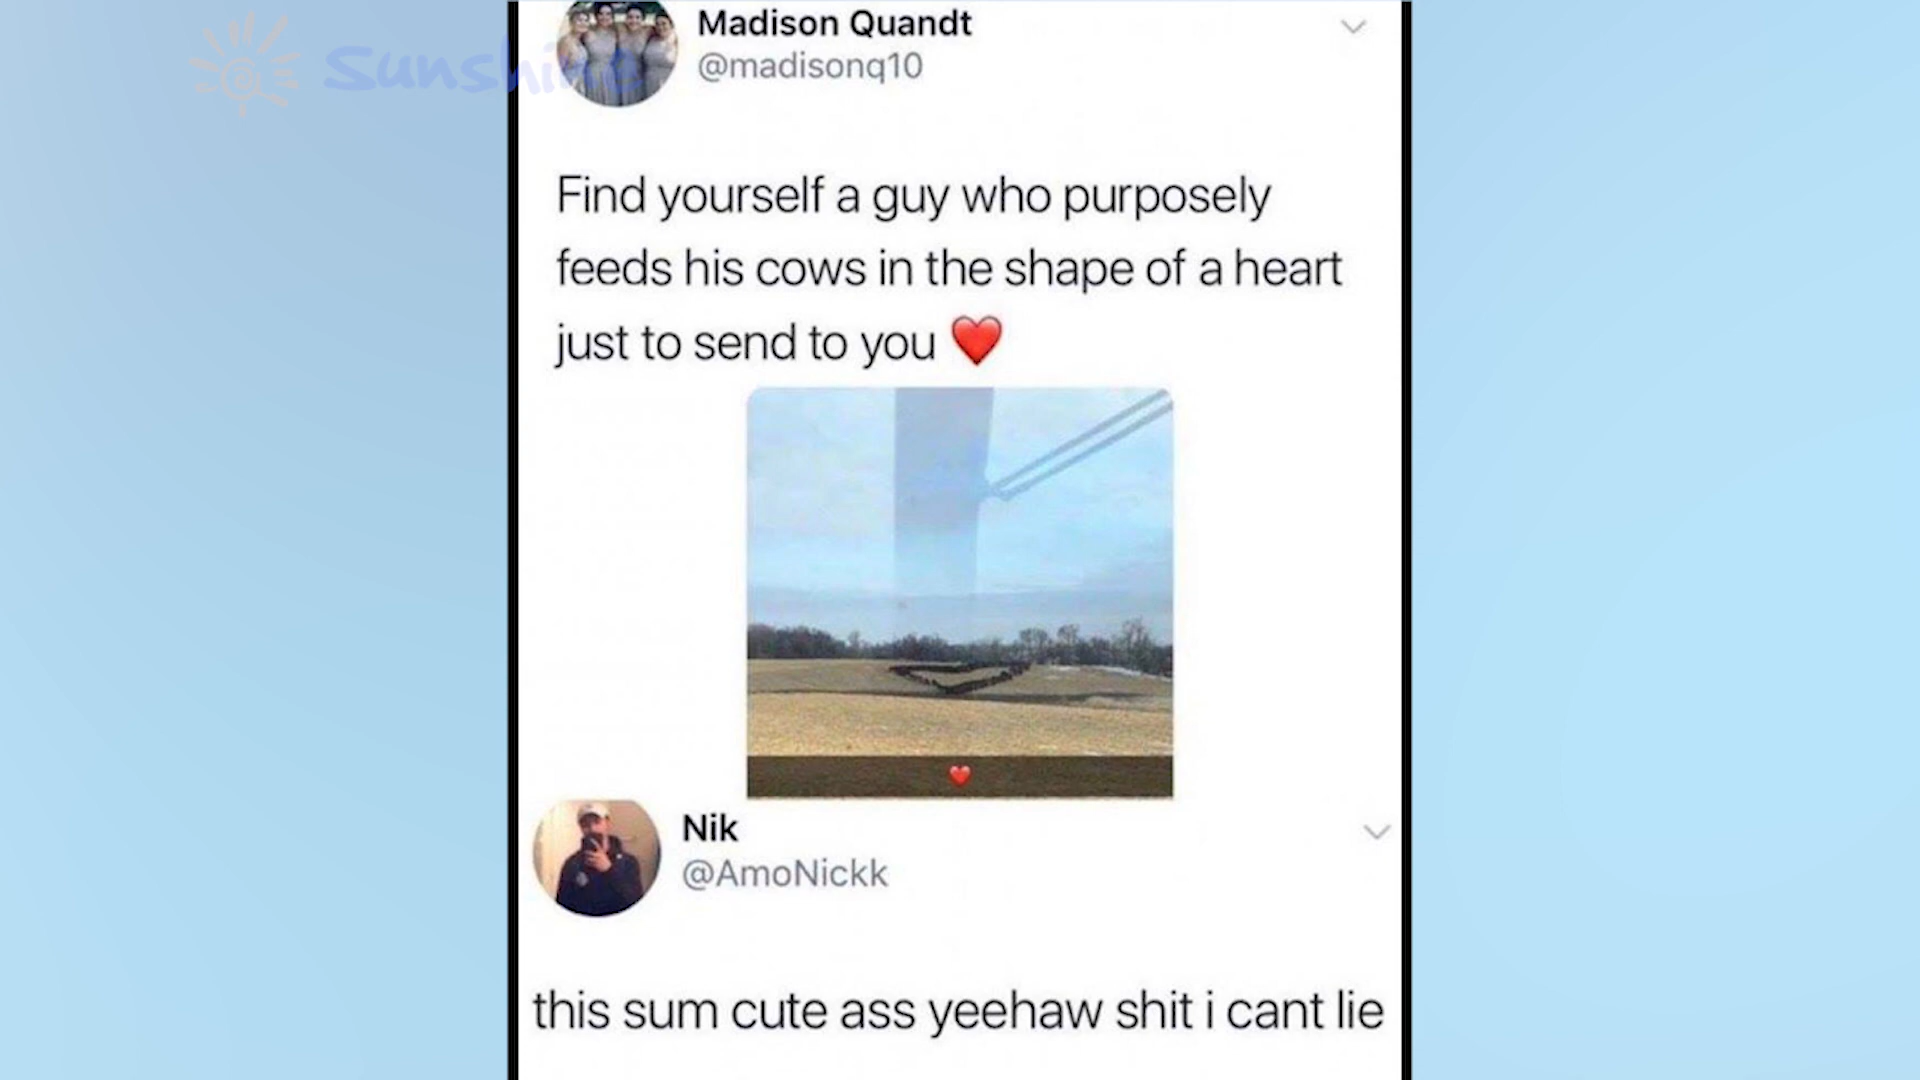 Sunshine
Madison Quandt
@madisonq10
Find yourself a guy who purposely
feeds his cows in the shape of a heart
just to send to you ❤️
❤️
Nik
@AmoNickk
this sum cute ass yeehaw shit i cant lie